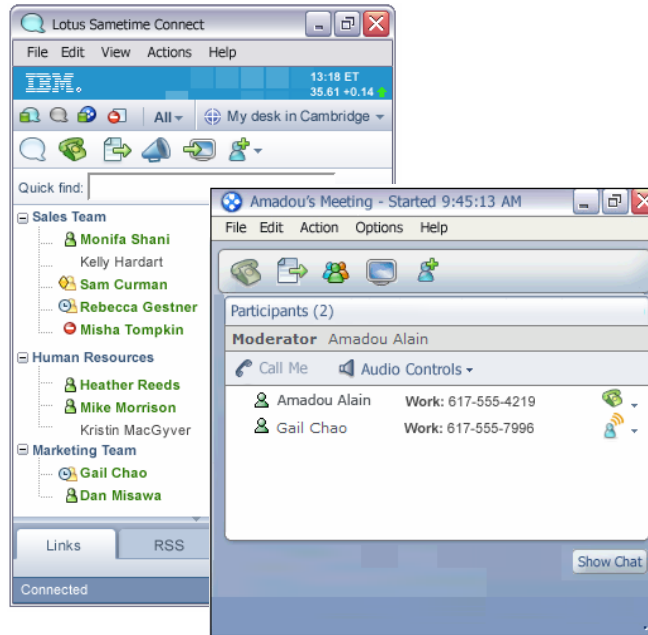 Lotus Sametime Connect
File Edit View Actions Help
IBM.
13:18 ET
35.61 +0.14
All
My desk in Cambridge
Quick find:
Sales Team
Monifa Shani
Kelly Hardart
Sam Curman
Rebecca Gestner
Misha Tompkin
Human Resources
Heather Reeds
Mike Morrison
Kristin MacGyver
Marketing Team
Gail Chao
Dan Misawa
Links RSS
Connected
Amadou's Meeting - Started 9:45:13 AM
File Edit Action Options Help
Participants (2)
Moderator Amadou Alain
Call Me Audio Controls
Amadou Alain Work: 617-555-4219
Gail Chao Work: 617-555-7996
Show Chat